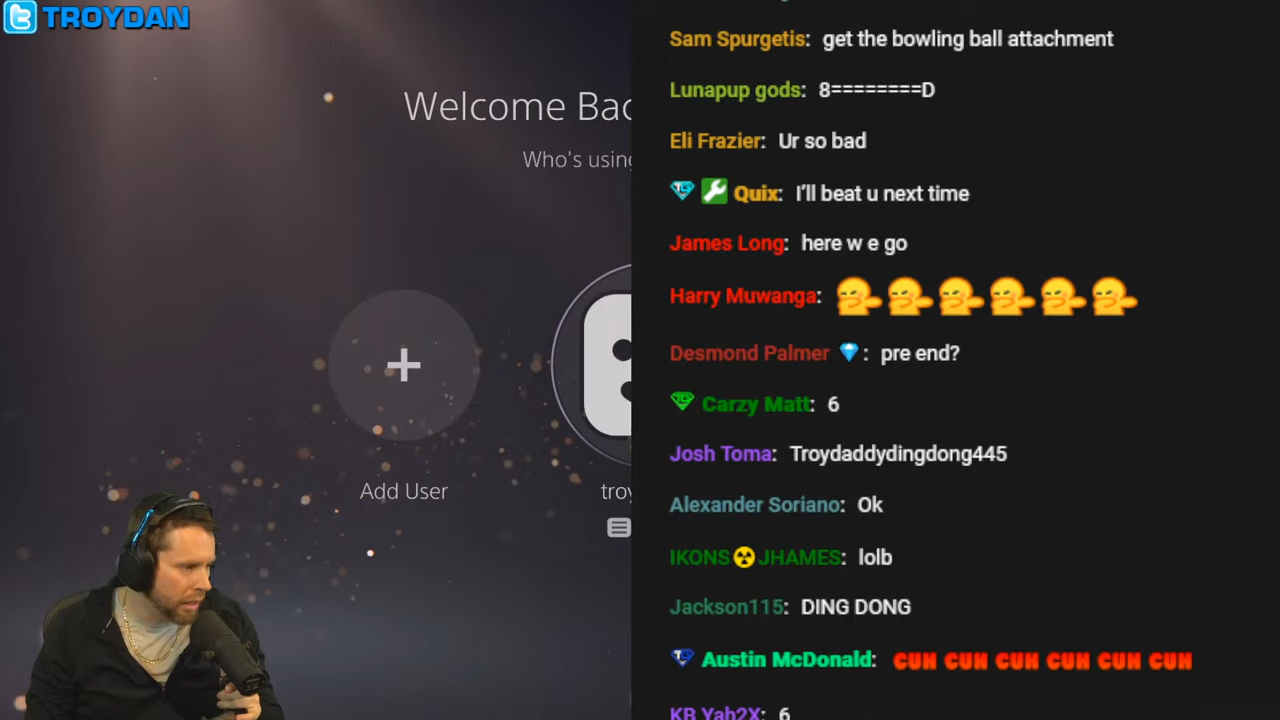 TROYDAN
Sam Spurgetis: get the bowling ball attachment
Welcome Bac
Lunapup gods: 8========D
Who's using
Eli Frazier: Ur so bad
Quix: I'll beat u next time
James Long: here w e go
Harry Muwanga:
Desmond Palmer : pre end?
Carzy Matt: 6
Josh Toma: Troydaddydingdong445
Add User
troy
Alexander Soriano: Ok
IKONS☢JHAMES: lolb
Jackson115: DING DONG
Austin McDonald: CUH CUH CUH CUH CUH CUH
KB Yah2X: 6